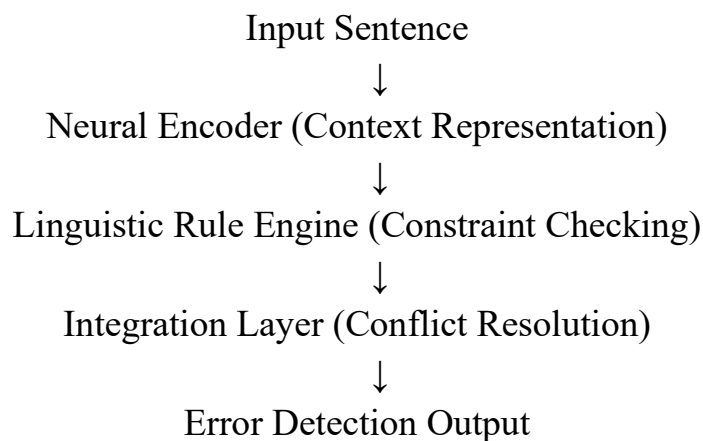 Input Sentence
↓
Neural Encoder (Context Representation)
↓
Linguistic Rule Engine (Constraint Checking)
↓
Integration Layer (Conflict Resolution)
↓
Error Detection Output